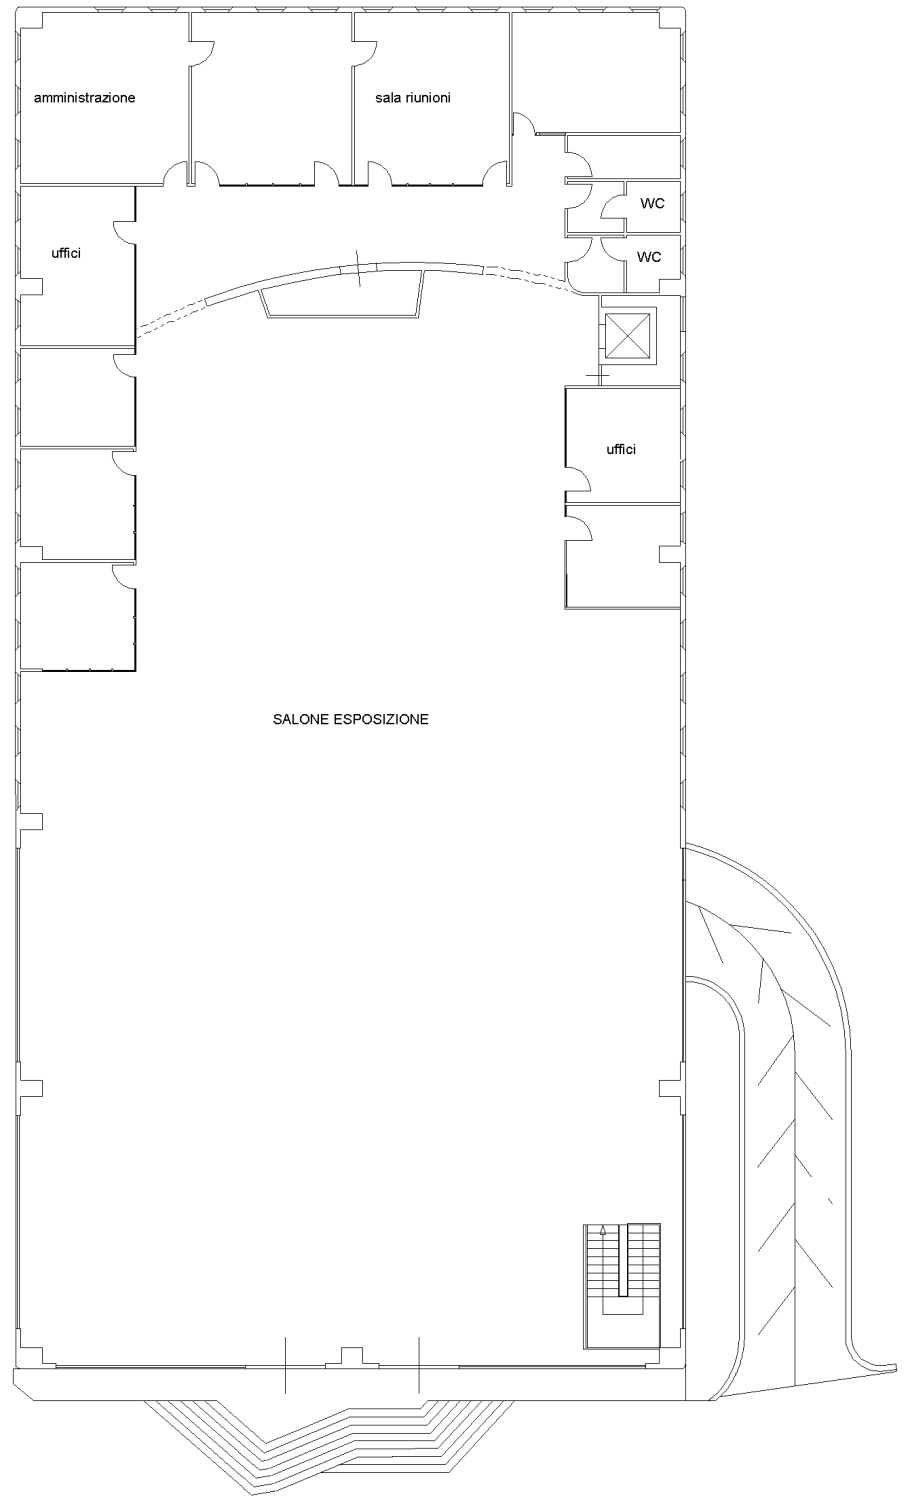 amministrazione
sala riunioni
WC
uffici
WC
uffici
SALONE ESPOSIZIONE